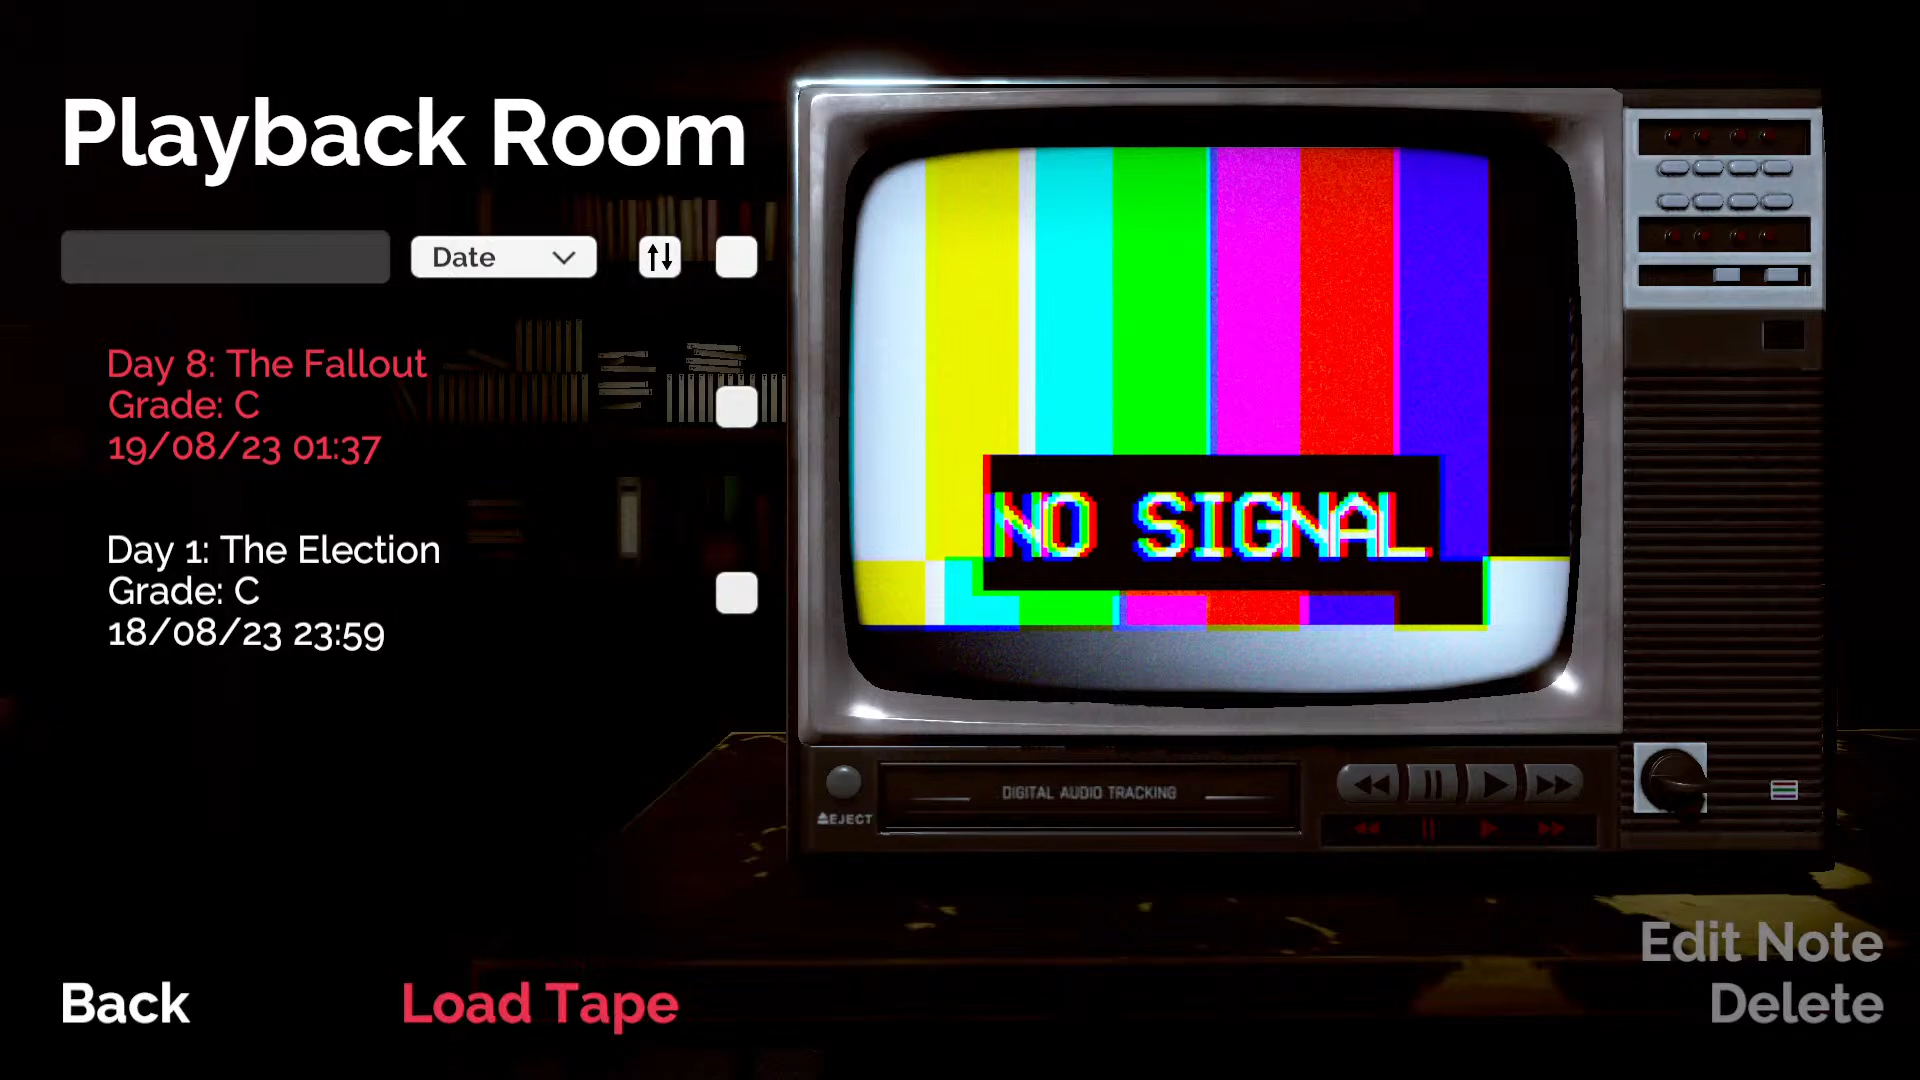 Playback Room
Date
Day 8: The Fallout
Grade: C
19/08/23 01:37
Day 1: The Election
Grade: C
18/08/23 23:59
NO SIGNAL
DIGITAL AUDIO TRACKING
EJECT
Edit Note
Back
Load Tape
Delete